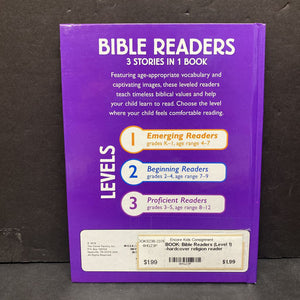 BIBLE READERS
3 STORIES IN 1 BOOK
Featuring age-appropriate vocabulary and
captivating images, these leveled readers
teach timeless biblical values and help
your child learn to read. Choose the level
where your child feels comfortable reading.
LEVELS
1 Emerging Readers
grades K–1, age range 4–7
2 Beginning Readers
grades 2–4, age range 7–9
3 Proficient Readers
grades 3–5, age range 8–12
Encore Kids Consignment
BOOK: Bible Readers (Level 1)
hardcover religion reader
$1.99
$1.99